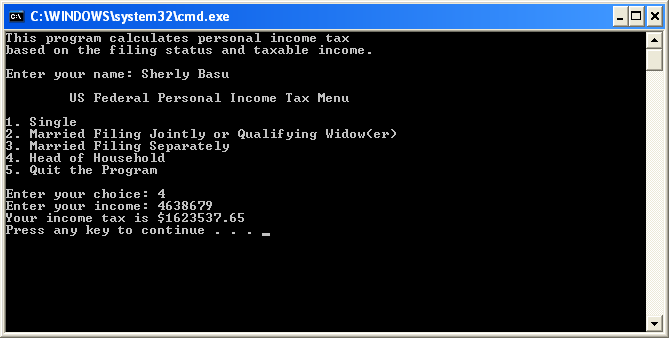 C:\WINDOWS\system32\cmd.exe
This program calculates personal income tax
based on the filing status and taxable income.
Enter your name: Sherly Basu
US Federal Personal Income Tax Menu
1. Single
2. Married Filing Jointly or Qualifying Widow(er)
3. Married Filing Separately
4. Head of Household
5. Quit the Program
Enter your choice: 4
Enter your income: 4638679
Your income tax is $1623537.65
Press any key to continue . . . _